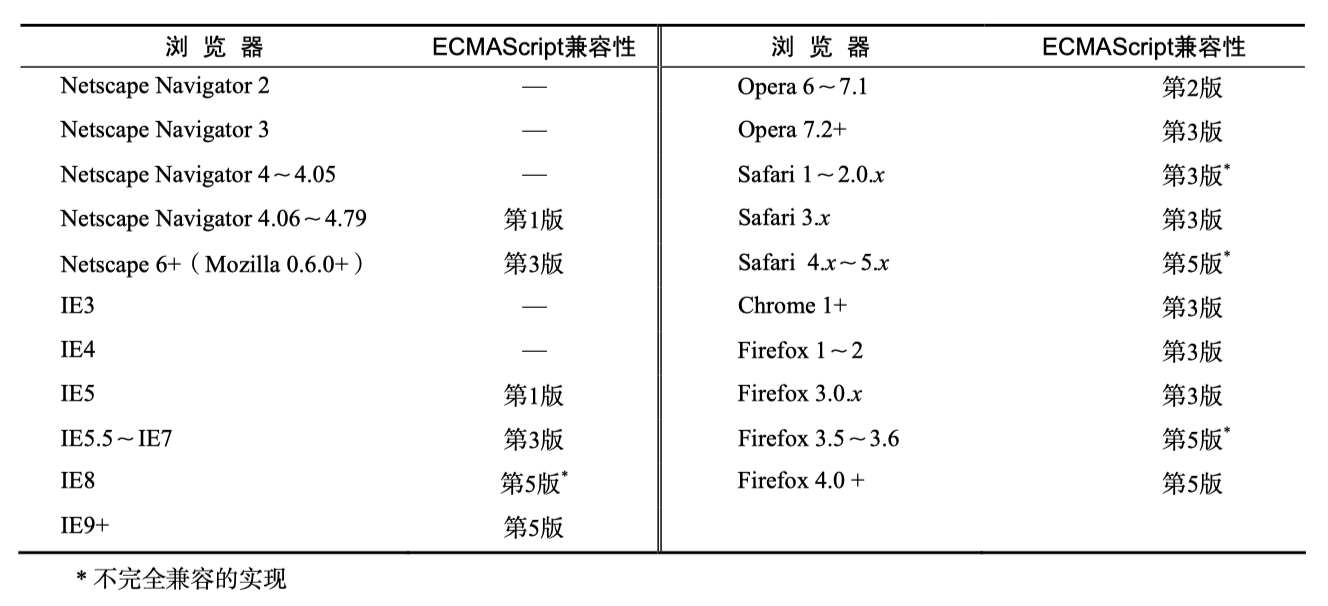 浏 览 器 ECMAScript兼容性 浏 览 器 ECMAScript兼容性
Netscape Navigator 2 — Opera 6～7.1 第2版
Netscape Navigator 3 — Opera 7.2+ 第3版
Netscape Navigator 4～4.05 — Safari 1～2.0.x 第3版*
Netscape Navigator 4.06～4.79 第1版 Safari 3.x 第3版
Netscape 6+（Mozilla 0.6.0+） 第3版 Safari 4.x～5.x 第5版*
IE3 — Chrome 1+ 第3版
IE4 — Firefox 1～2 第3版
IE5 第1版 Firefox 3.0.x 第3版
IE5.5～IE7 第3版 Firefox 3.5～3.6 第5版*
IE8 第5版* Firefox 4.0 + 第5版
IE9+ 第5版
* 不完全兼容的实现